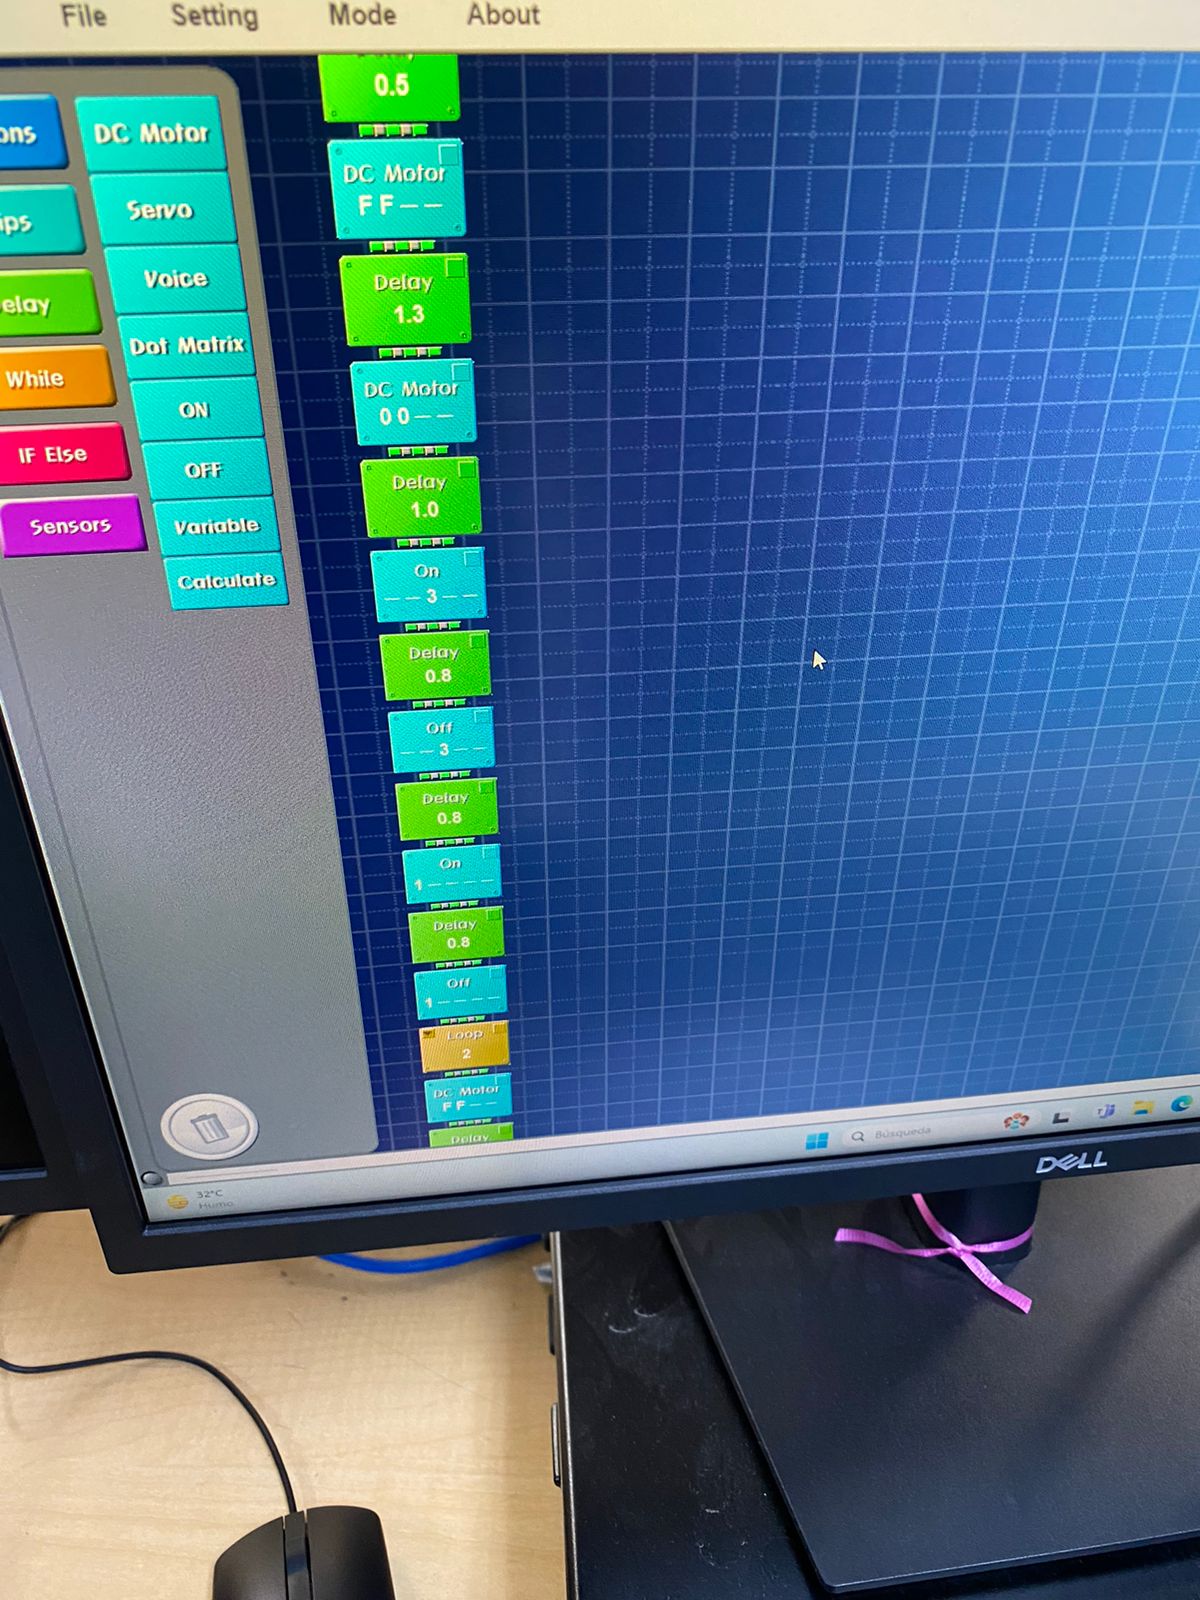 File Setting Mode About
0.5
ons
ips
elay
While
IF Else
Sensors
DC Motor
Servo
Voice
Dot Matrix
ON
OFF
Variable
Calculate
DC Motor
F F — —
Delay
1.3
DC Motor
0 0 — —
Delay
1.0
On
— — 3 — —
Delay
0.8
Off
— — 3 — —
Delay
0.8
On
1 — — — —
Delay
0.8
Off
1 — — — —
Loop
2
DC Motor
F F — —
Delay
32°C
Humo
Búsqueda
DELL